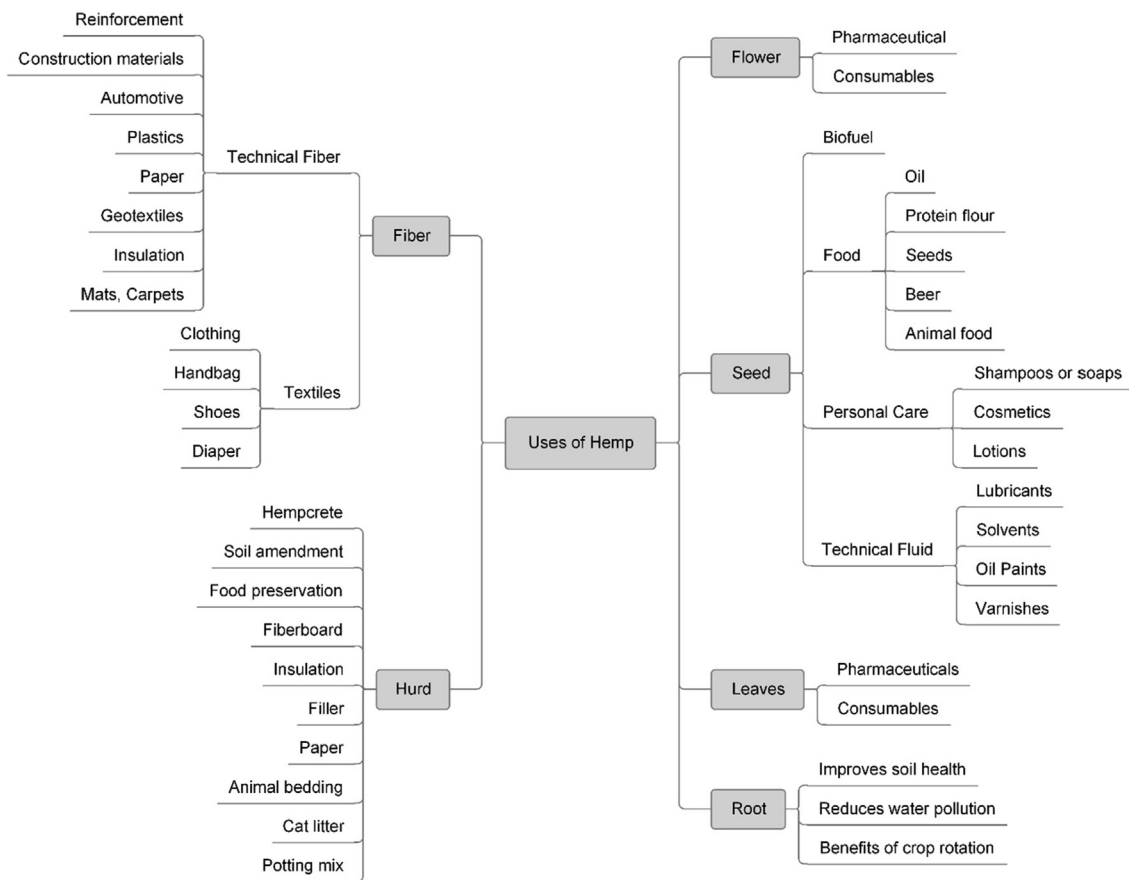 Uses of Hemp
Fiber
Technical Fiber
Reinforcement
Construction materials
Automotive
Plastics
Paper
Geotextiles
Insulation
Mats, Carpets
Textiles
Clothing
Handbag
Shoes
Diaper
Hurd
Hempcrete
Soil amendment
Food preservation
Fiberboard
Insulation
Filler
Paper
Animal bedding
Cat litter
Potting mix
Flower
Pharmaceutical
Consumables
Seed
Biofuel
Food
Oil
Protein flour
Seeds
Beer
Animal food
Personal Care
Shampoos or soaps
Cosmetics
Lotions
Technical Fluid
Lubricants
Solvents
Oil Paints
Varnishes
Leaves
Pharmaceuticals
Consumables
Root
Improves soil health
Reduces water pollution
Benefits of crop rotation